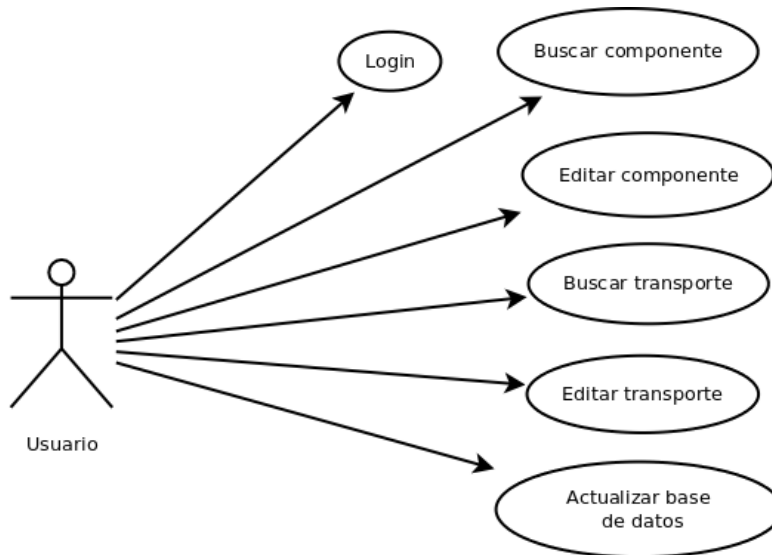 Login
Buscar componente
Editar componente
Buscar transporte
Editar transporte
Usuario
Actualizar base
de datos